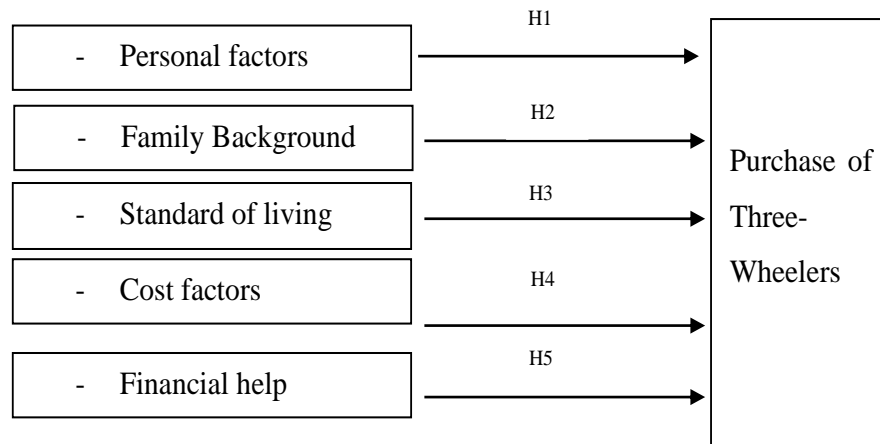 H1
- Personal factors
H2
- Family Background
Purchase of
Three-
Wheelers
H3
- Standard of living
H4
- Cost factors
H5
- Financial help